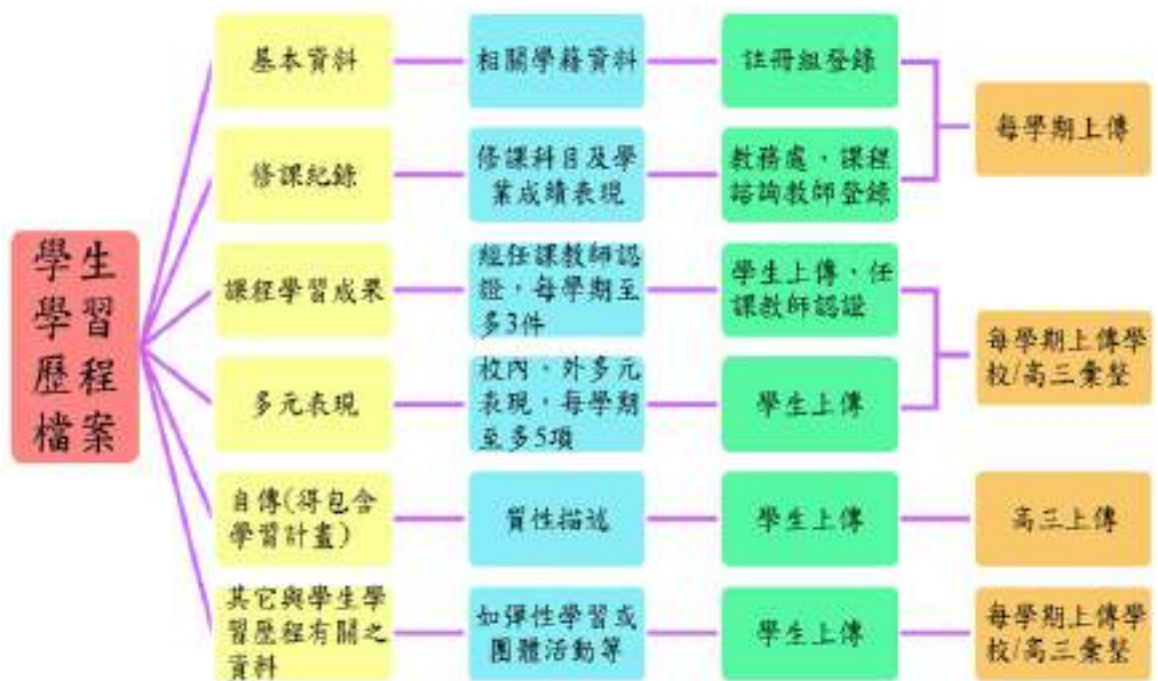 學生
學習
歷程
檔案
基本資料
相關學籍資料
註冊組登錄
每學期上傳
修課紀錄
修課科目及學
業成績表現
教務處、課程
諮詢教師登錄
課程學習成果
經任課教師認
證，每學期至
多3件
學生上傳、任
課教師認證
每學期上傳學
校/高三彙整
多元表現
校內、外多元
表現，每學期
至多5項
學生上傳
自傳(得包含
學習計畫)
質性描述
學生上傳
高三上傳
其它與學生學
習歷程有關之
資料
如彈性學習或
團體活動等
學生上傳
每學期上傳學
校/高三彙整